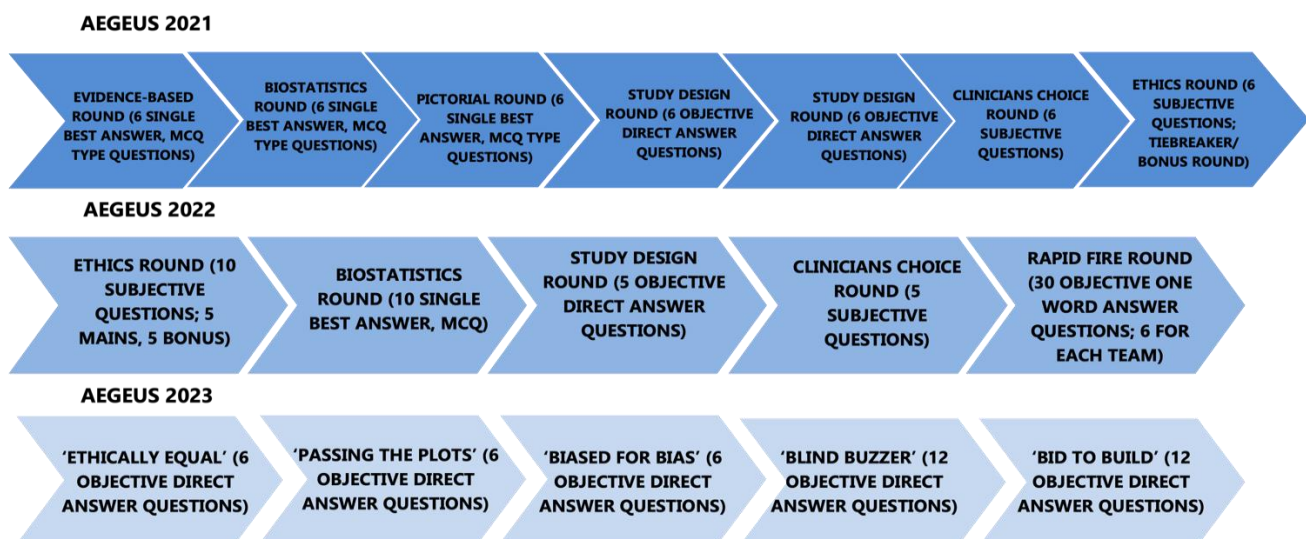 AEGEUS 2021
EVIDENCE-BASED
ROUND (6 SINGLE
BEST ANSWER, MCQ
TYPE QUESTIONS)
BIOSTATISTICS
ROUND (6 SINGLE
BEST ANSWER, MCQ
TYPE QUESTIONS)
PICTORIAL ROUND (6
SINGLE BEST
ANSWER, MCQ TYPE
QUESTIONS)
STUDY DESIGN
ROUND (6 OBJECTIVE
DIRECT ANSWER
QUESTIONS)
STUDY DESIGN
ROUND (6 OBJECTIVE
DIRECT ANSWER
QUESTIONS)
CLINICIANS CHOICE
ROUND (6
SUBJECTIVE
QUESTIONS)
ETHICS ROUND (6
SUBJECTIVE
QUESTIONS;
TIEBREAKER/
BONUS ROUND)
AEGEUS 2022
ETHICS ROUND (10
SUBJECTIVE
QUESTIONS; 5
MAINS, 5 BONUS)
BIOSTATISTICS
ROUND (10 SINGLE
BEST ANSWER, MCQ)
STUDY DESIGN
ROUND (5 OBJECTIVE
DIRECT ANSWER
QUESTIONS)
CLINICIANS CHOICE
ROUND (5
SUBJECTIVE
QUESTIONS)
RAPID FIRE ROUND
(30 OBJECTIVE ONE
WORD ANSWER
QUESTIONS; 6 FOR
EACH TEAM)
AEGEUS 2023
‘ETHICALLY EQUAL’ (6
OBJECTIVE DIRECT
ANSWER QUESTIONS)
‘PASSING THE PLOTS’ (6
OBJECTIVE DIRECT
ANSWER QUESTIONS)
‘BIASED FOR BIAS’ (6
OBJECTIVE DIRECT
ANSWER QUESTIONS)
‘BLIND BUZZER’ (12
OBJECTIVE DIRECT
ANSWER QUESTIONS)
‘BID TO BUILD’ (12
OBJECTIVE DIRECT
ANSWER QUESTIONS)